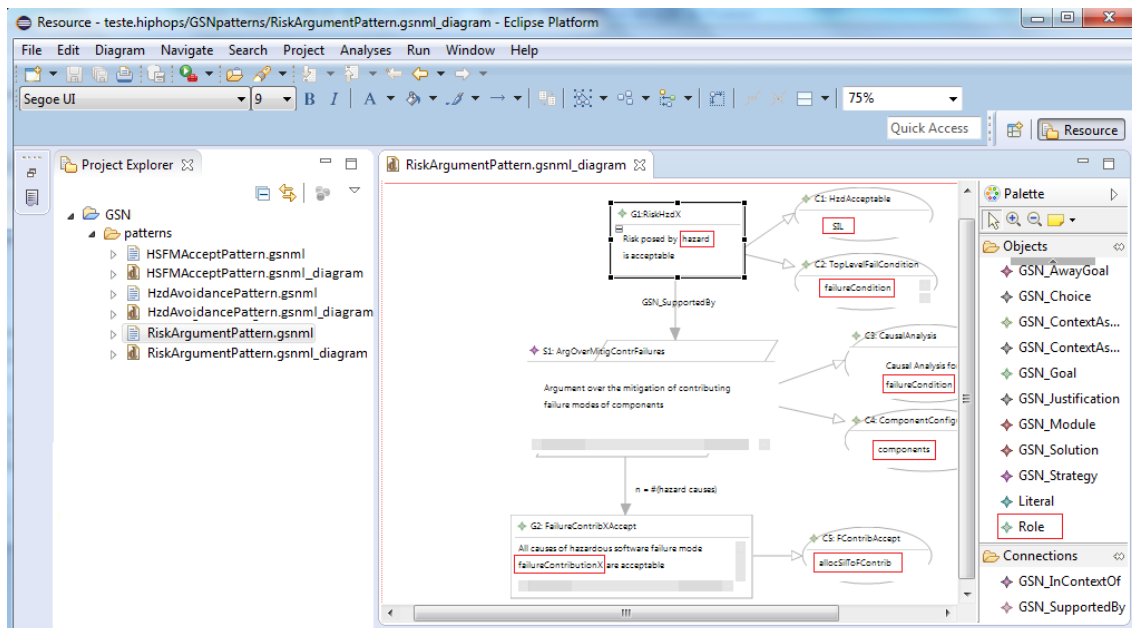 Resource - teste.hiphops/GSNpatterns/RiskArgumentPattern.gsnml_diagram - Eclipse Platform
File Edit Diagram Navigate Search Project Analyses Run Window Help
Segoe UI 9 B I A 75%
Quick Access Resource
Project Explorer
GSN
patterns
HSFMAcceptPattern.gsnml
HSFMAcceptPattern.gsnml_diagram
HzdAvoidancePattern.gsnml
HzdAvoidancePattern.gsnml_diagram
RiskArgumentPattern.gsnml
RiskArgumentPattern.gsnml_diagram
RiskArgumentPattern.gsnml_diagram
G1:RiskHzdX
Risk posed by hazard
is acceptable
C1: HzdAcceptable
SIL
C2: TopLevelFailCondition
failureCondition
GSN_SupportedBy
S1: ArgOverMitigContrFailures
Argument over the mitigation of contributing
failure modes of components
C3: CausalAnalysis
Causal Analysis fo
failureCondition
C4: ComponentConfig
components
n = #(hazard causes)
G2: FailureContribXAccept
All causes of hazardous software failure mode
failureContributionX are acceptable
C5: FContribAccept
allocSilToFContrib
Palette
Objects
GSN_AwayGoal
GSN_Choice
GSN_ContextAs...
GSN_ContextAs...
GSN_Goal
GSN_Justification
GSN_Module
GSN_Solution
GSN_Strategy
Literal
Role
Connections
GSN_InContextOf
GSN_SupportedBy